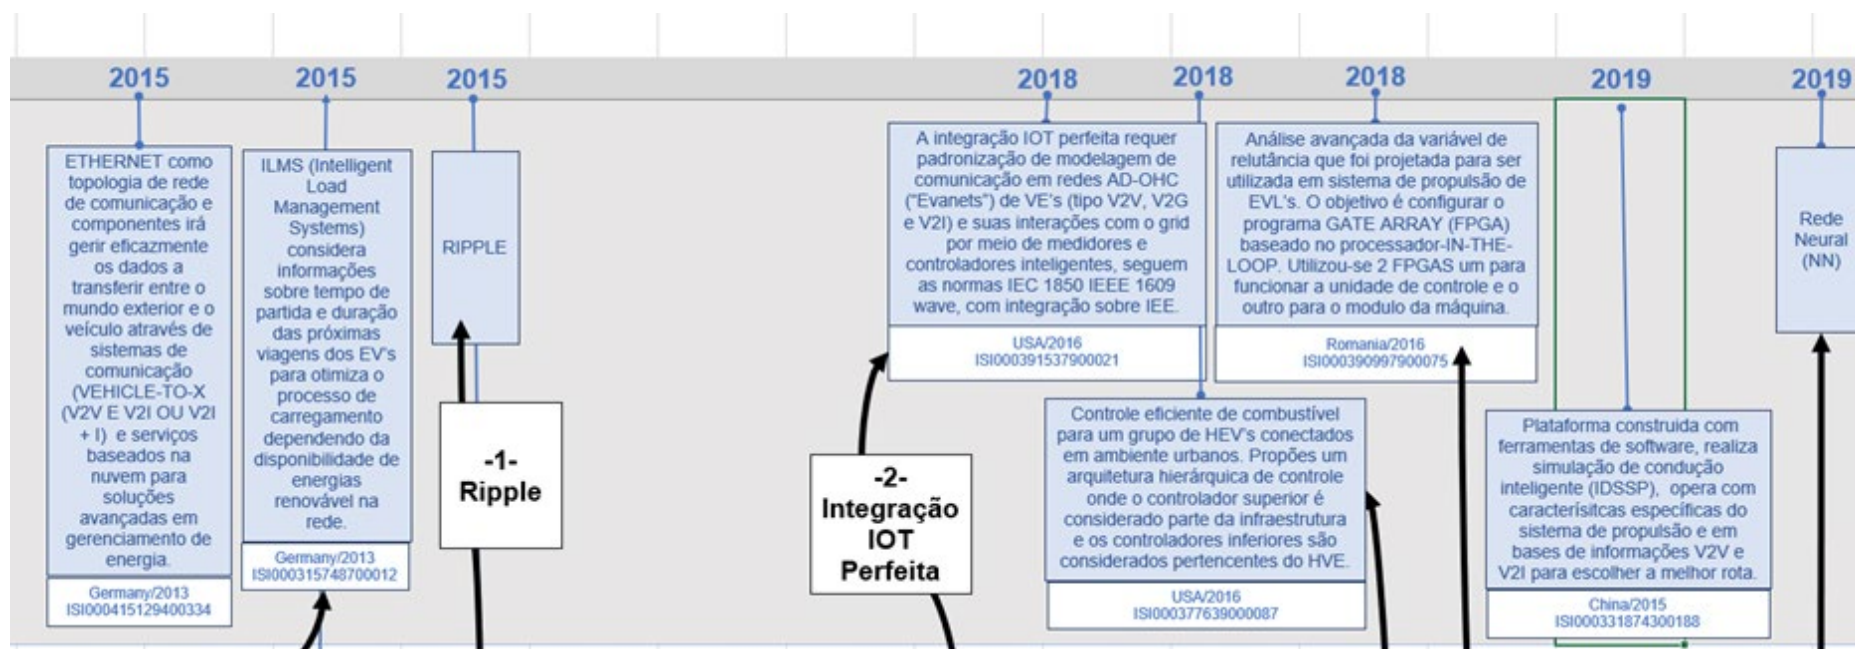 2015
2015
2015
2018
2018
2018
2019
2019
ETHERNET como
topologia de rede
de comunicação e
componentes irá
gerir eficazmente
os dados a
transferir entre o
mundo exterior e o
veículo através de
sistemas de
comunicação
(VEHICLE-TO-X
(V2V E V2I OU V2I
+ I) e serviços
baseados na
nuvem para
soluções
avançadas em
gerenciamento de
energia.
Germany/2013
ISI000415129400334
ILMS (Intelligent
Load
Management
Systems)
considera
informações
sobre tempo de
partida e duração
das próximas
viagens dos EV's
para otimiza o
processo de
carregamento
dependendo da
disponibilidade de
energias
renovável na
rede.
Germany/2013
ISI000315748700012
RIPPLE
-1-
Ripple
-2-
Integração
IOT
Perfeita
A integração IOT perfeita requer
padronização de modelagem de
comunicação em redes AD-OHC
("Evanets") de VE's (tipo V2V, V2G
e V2I) e suas interações com o grid
por meio de medidores e
controladores inteligentes, seguem
as normas IEC 1850 IEEE 1609
wave, com integração sobre IEE.
USA/2016
ISI000391537900021
Controle eficiente de combustível
para um grupo de HEV's conectados
em ambiente urbanos. Propões um
arquitetura hierárquica de controle
onde o controlador superior é
considerado parte da infraestrutura
e os controladores inferiores são
considerados pertencentes do HVE.
USA/2016
ISI000377639000087
Análise avançada da variável de
relutância que foi projetada para ser
utilizada em sistema de propulsão de
EVL's. O objetivo é configurar o
programa GATE ARRAY (FPGA)
baseado no processador-IN-THE-
LOOP. Utilizou-se 2 FPGAS um para
funcionar a unidade de controle e o
outro para o modulo da máquina.
Romania/2016
ISI000390997900075
Plataforma construida com
ferramentas de software, realiza
simulação de condução
inteligente (IDSSP), opera com
caracterísitcas específicas do
sistema de propulsão e em
bases de informações V2V e
V2I para escolher a melhor rota.
China/2015
ISI000331874300188
Rede
Neural
(NN)